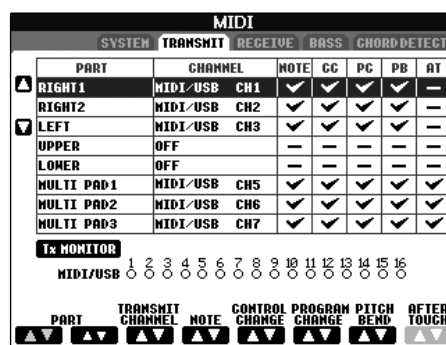 MIDI
SYSTEM TRANSMIT RECEIVE BASS CHORD DETECT
PART CHANNEL NOTE CC PC PB AT
RIGHT1 MIDI/USB CH1 ✓ ✓ ✓ ✓ –
RIGHT2 MIDI/USB CH2 ✓ ✓ ✓ ✓ –
LEFT MIDI/USB CH3 ✓ ✓ ✓ ✓ –
UPPER OFF – – – – –
LOWER OFF – – – – –
MULTI PAD1 MIDI/USB CH5 ✓ ✓ ✓ ✓ ✓
MULTI PAD2 MIDI/USB CH6 ✓ ✓ ✓ ✓ ✓
MULTI PAD3 MIDI/USB CH7 ✓ ✓ ✓ ✓ ✓
Tx MONITOR
1 2 3 4 5 6 7 8 9 10 11 12 13 14 15 16
MIDI/USB
PART TRANSMIT CHANNEL NOTE CONTROL CHANGE PROGRAM CHANGE PITCH BEND AFTER TOUCH